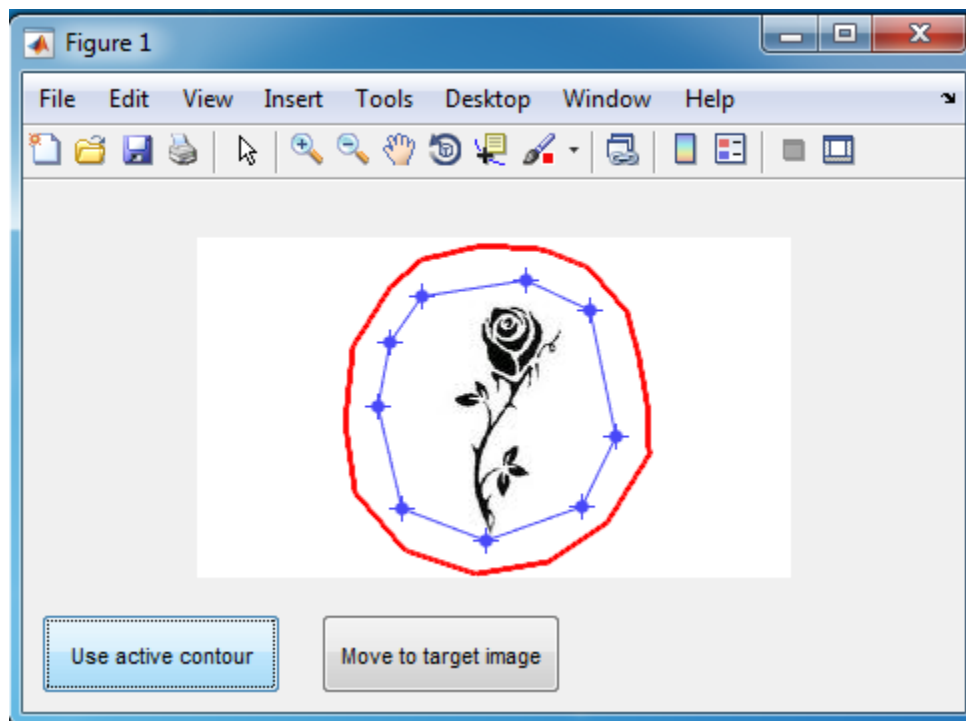 Figure 1
File Edit View Insert Tools Desktop Window Help
Use active contour Move to target image